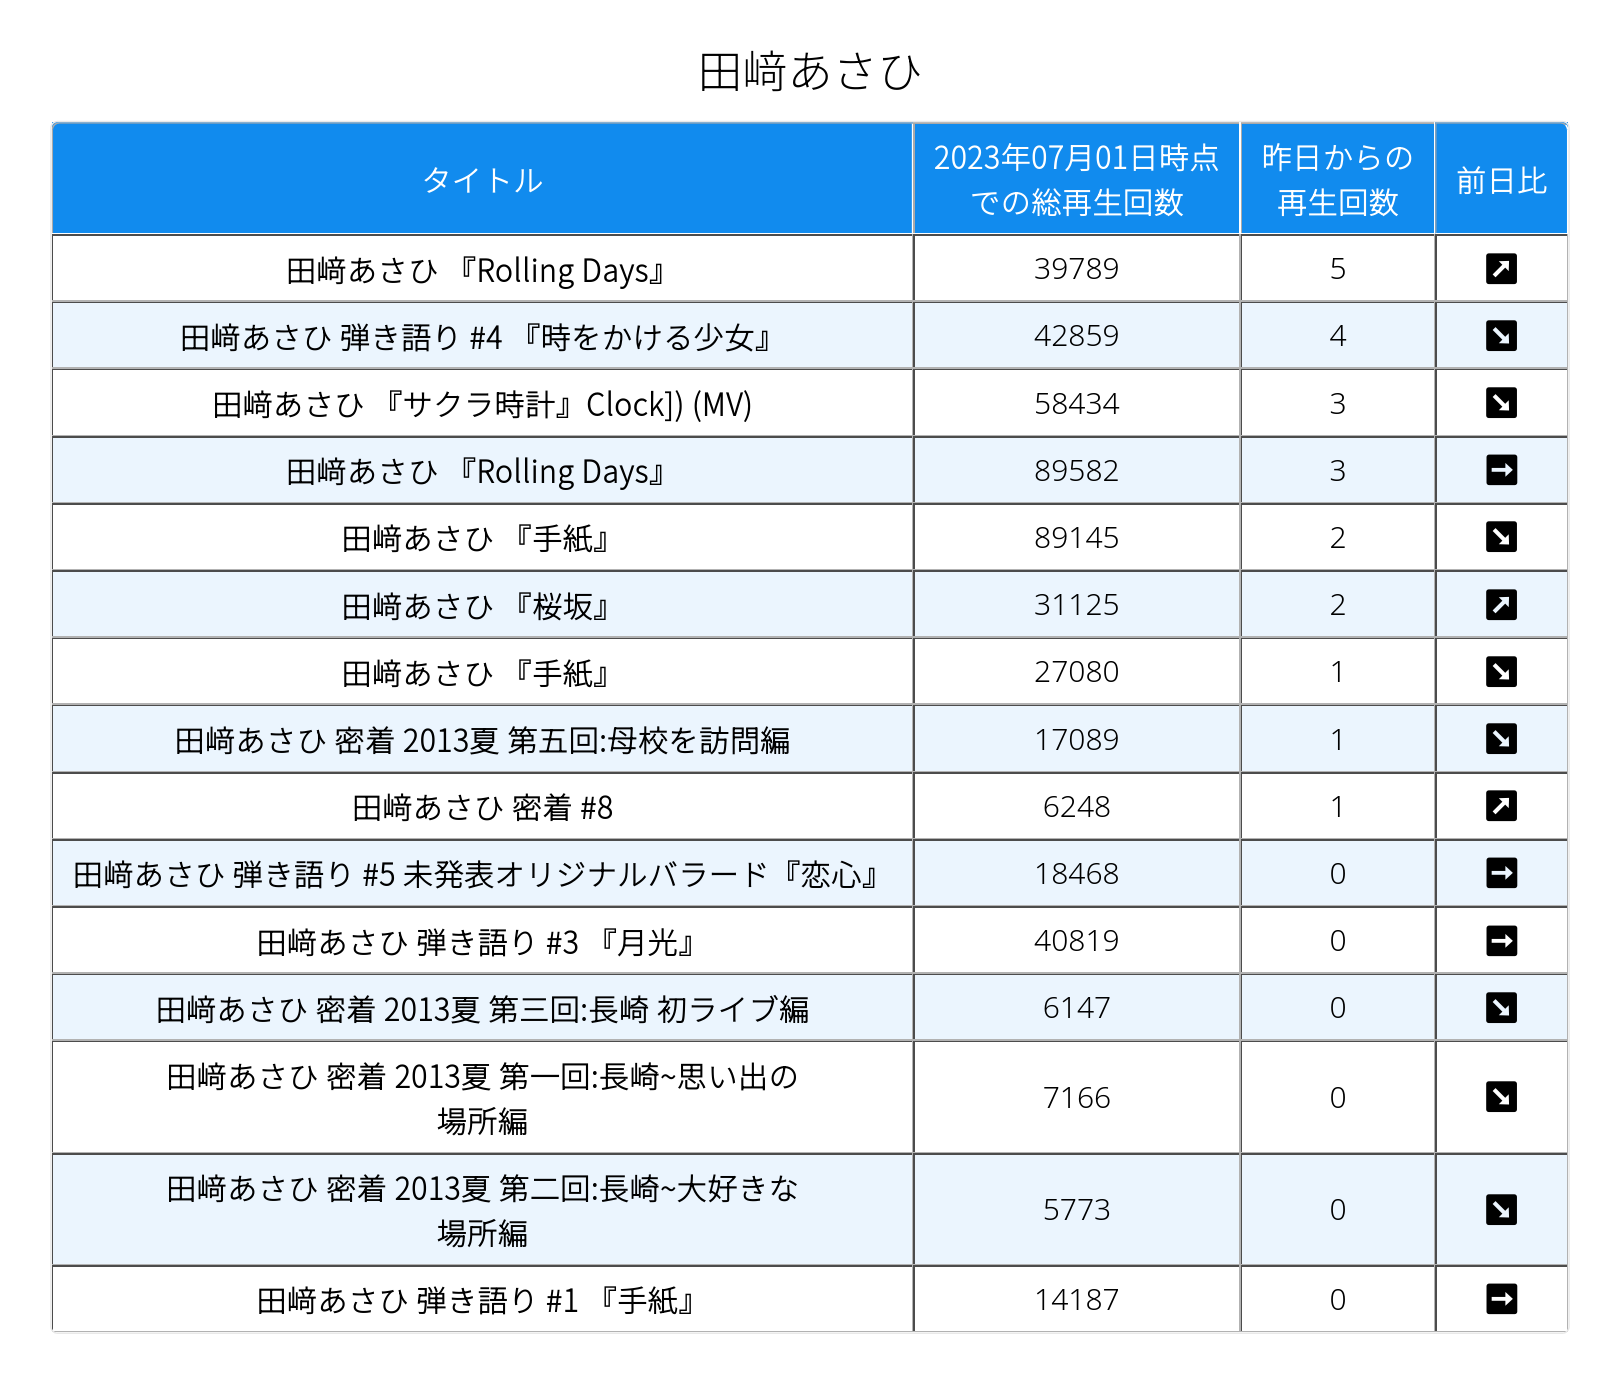 田﨑あさひ
タイトル
2023年07月01日時点
での総再生回数
昨日からの
再生回数
前日比
田﨑あさひ 『Rolling Days』 39789 5 ↗
田﨑あさひ 弾き語り #4 『時をかける少女』 42859 4 ↘
田﨑あさひ 『サクラ時計』Clock]) (MV) 58434 3 ↘
田﨑あさひ 『Rolling Days』 89582 3 →
田﨑あさひ 『手紙』 89145 2 ↘
田﨑あさひ 『桜坂』 31125 2 ↗
田﨑あさひ 『手紙』 27080 1 ↘
田﨑あさひ 密着 2013夏 第五回:母校を訪問編 17089 1 ↘
田﨑あさひ 密着 #8 6248 1 ↗
田﨑あさひ 弾き語り #5 未発表オリジナルバラード『恋心』 18468 0 →
田﨑あさひ 弾き語り #3 『月光』 40819 0 →
田﨑あさひ 密着 2013夏 第三回:長崎 初ライブ編 6147 0 ↘
田﨑あさひ 密着 2013夏 第一回:長崎~思い出の
場所編 7166 0 ↘
田﨑あさひ 密着 2013夏 第二回:長崎~大好きな
場所編 5773 0 ↘
田﨑あさひ 弾き語り #1 『手紙』 14187 0 →